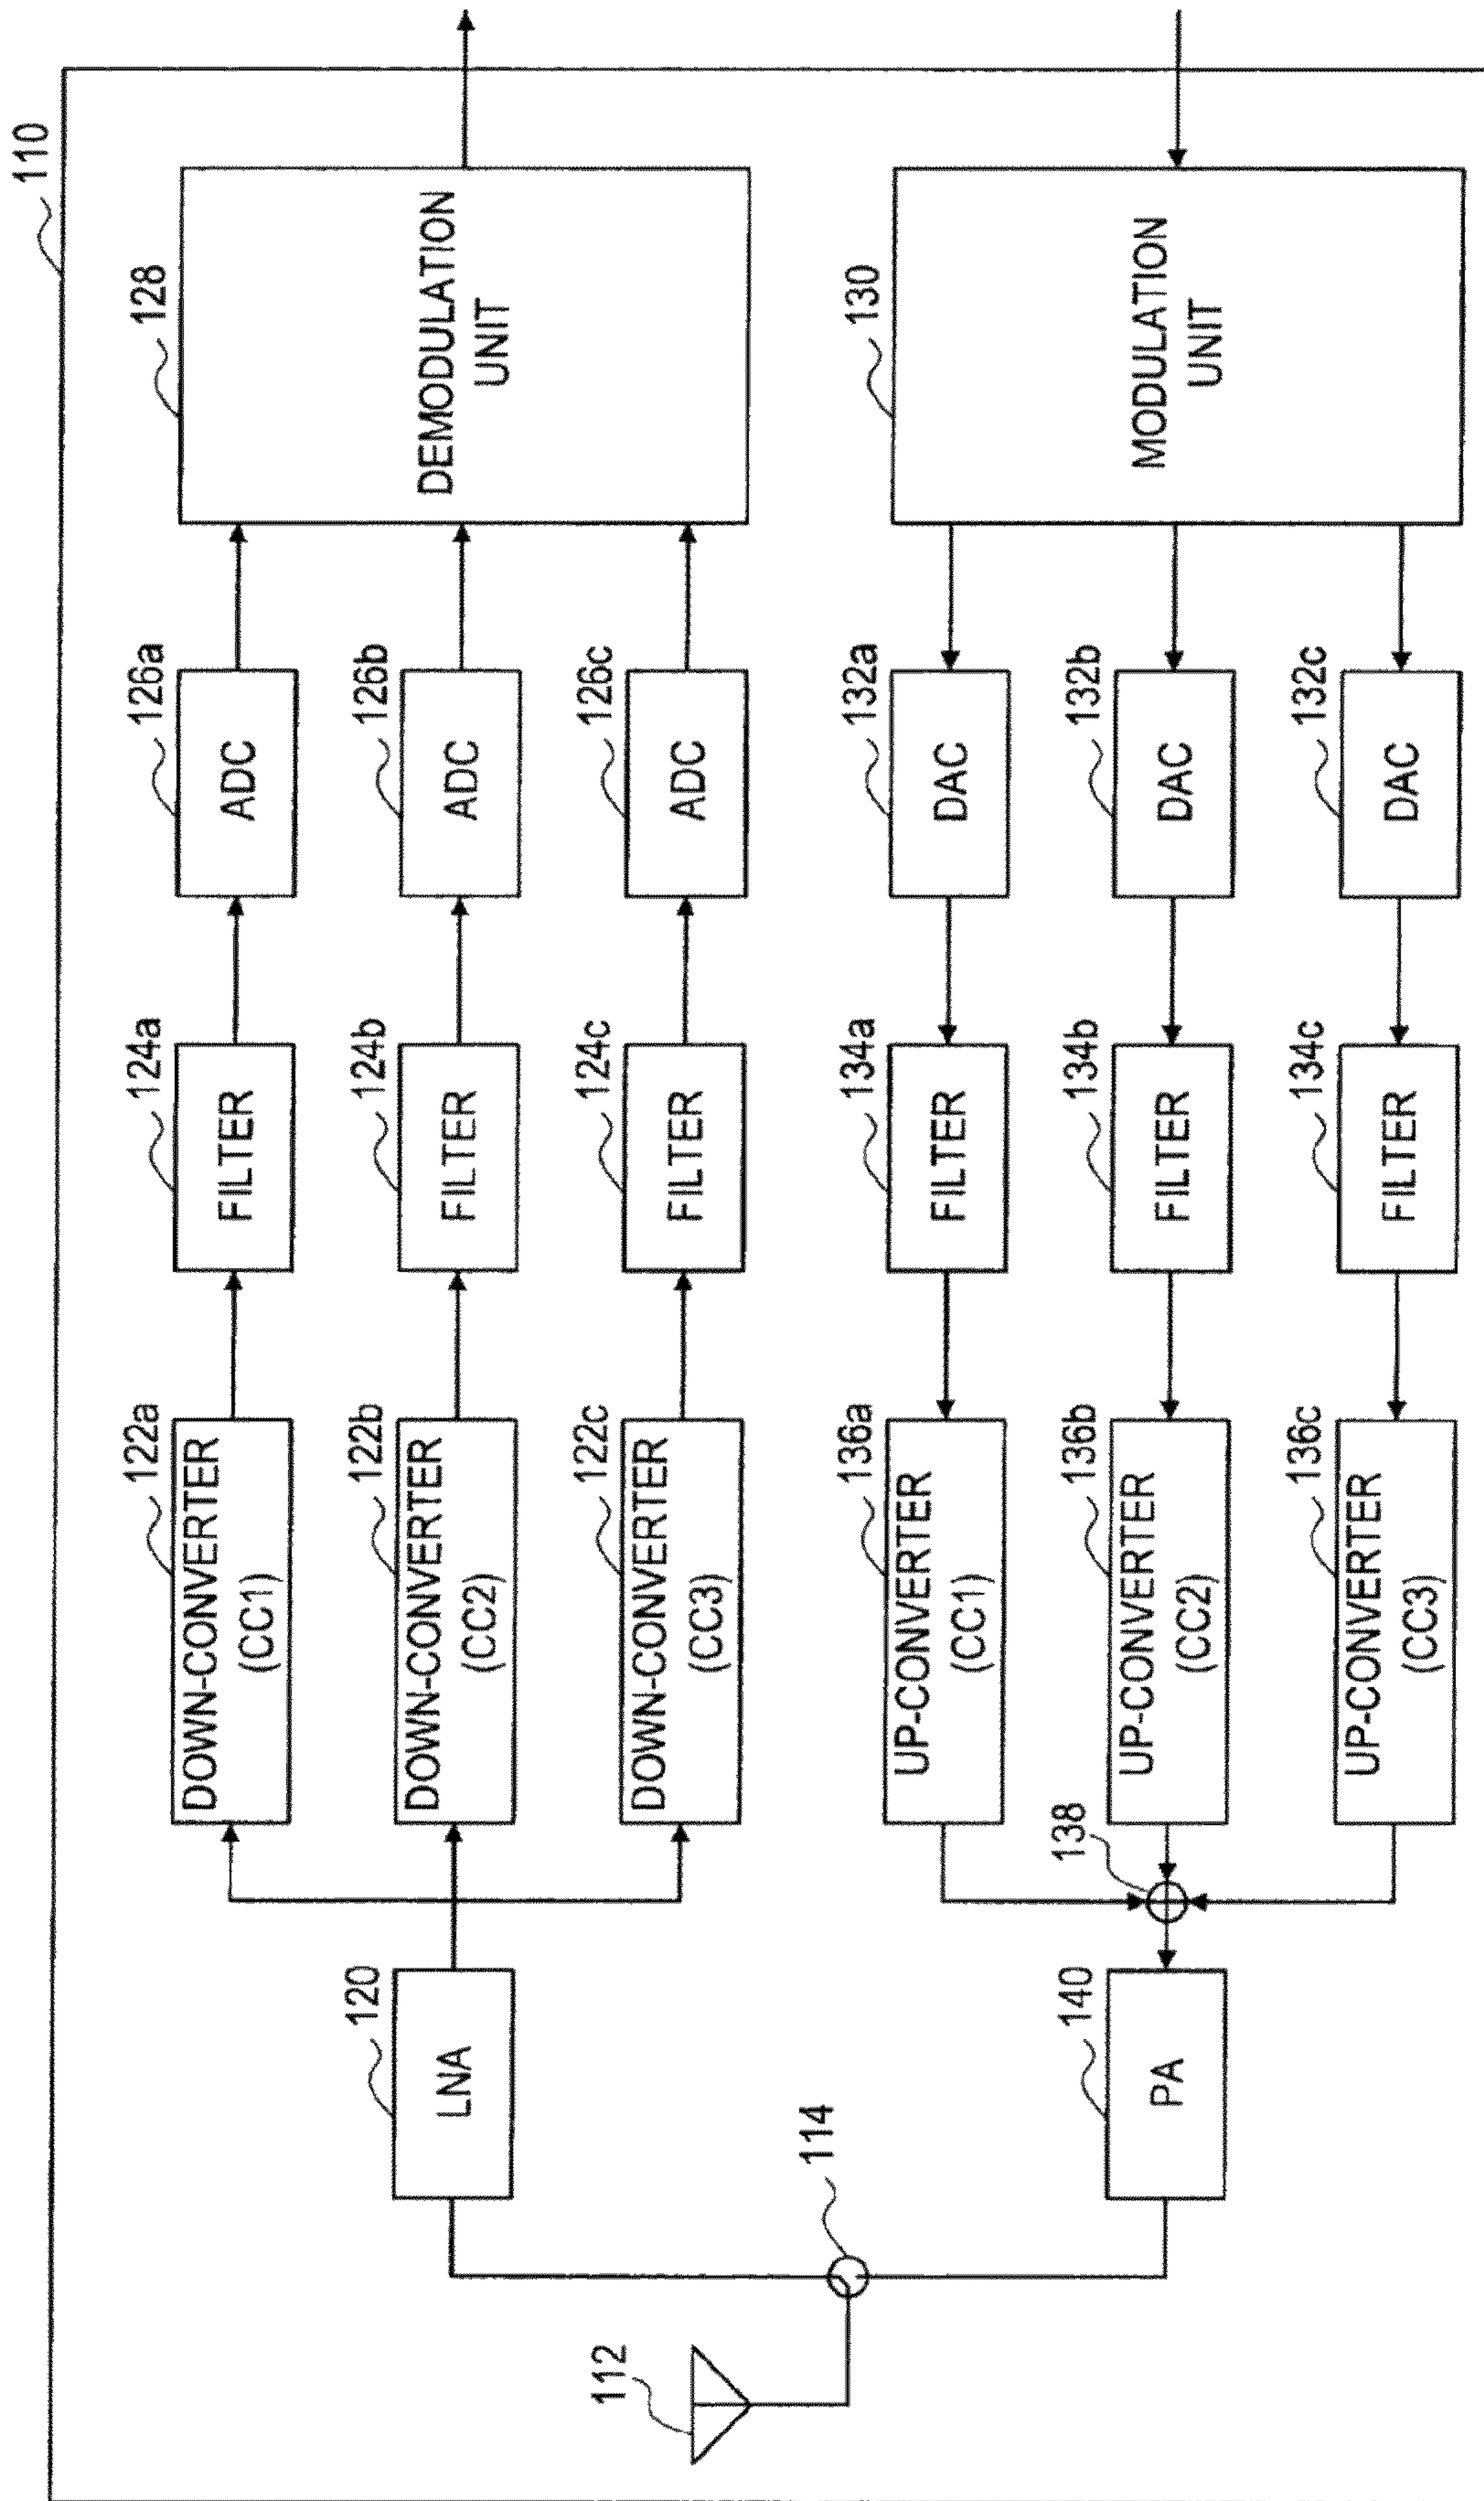 110
112
114
120
LNA
122a
DOWN-CONVERTER
(CC1)
124a
FILTER
126a
ADC
122b
DOWN-CONVERTER
(CC2)
124b
FILTER
126b
ADC
122c
DOWN-CONVERTER
(CC3)
124c
FILTER
126c
ADC
128
DEMODULATION
UNIT
130
MODULATION
UNIT
132a
DAC
134a
FILTER
136a
UP-CONVERTER
(CC1)
132b
DAC
134b
FILTER
136b
UP-CONVERTER
(CC2)
132c
DAC
134c
FILTER
136c
UP-CONVERTER
(CC3)
138
140
PA